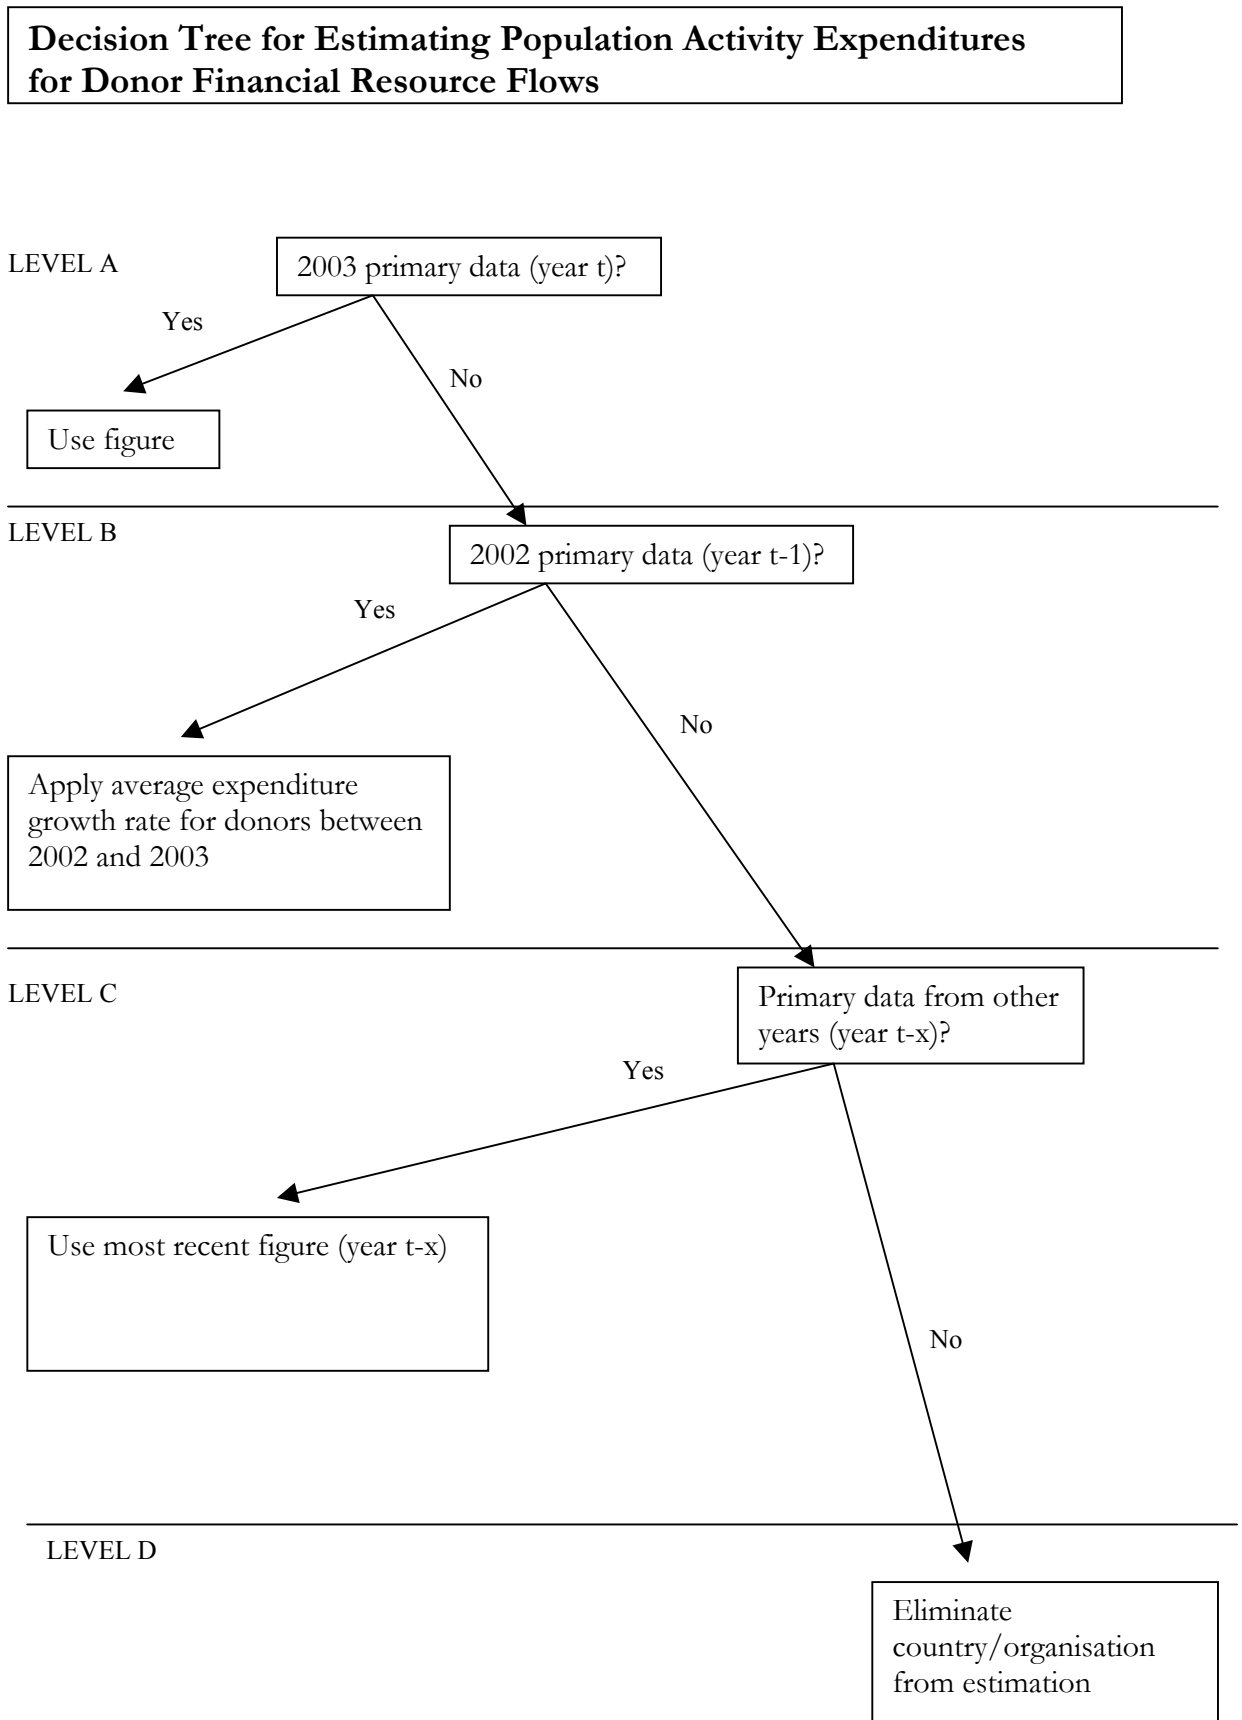 Decision Tree for Estimating Population Activity Expenditures
for Donor Financial Resource Flows
LEVEL A
2003 primary data (year t)?
Yes
No
Use figure
LEVEL B
2002 primary data (year t-1)?
Yes
No
Apply average expenditure
growth rate for donors between
2002 and 2003
LEVEL C
Primary data from other
years (year t-x)?
Yes
Use most recent figure (year t-x)
No
LEVEL D
Eliminate
country/organisation
from estimation